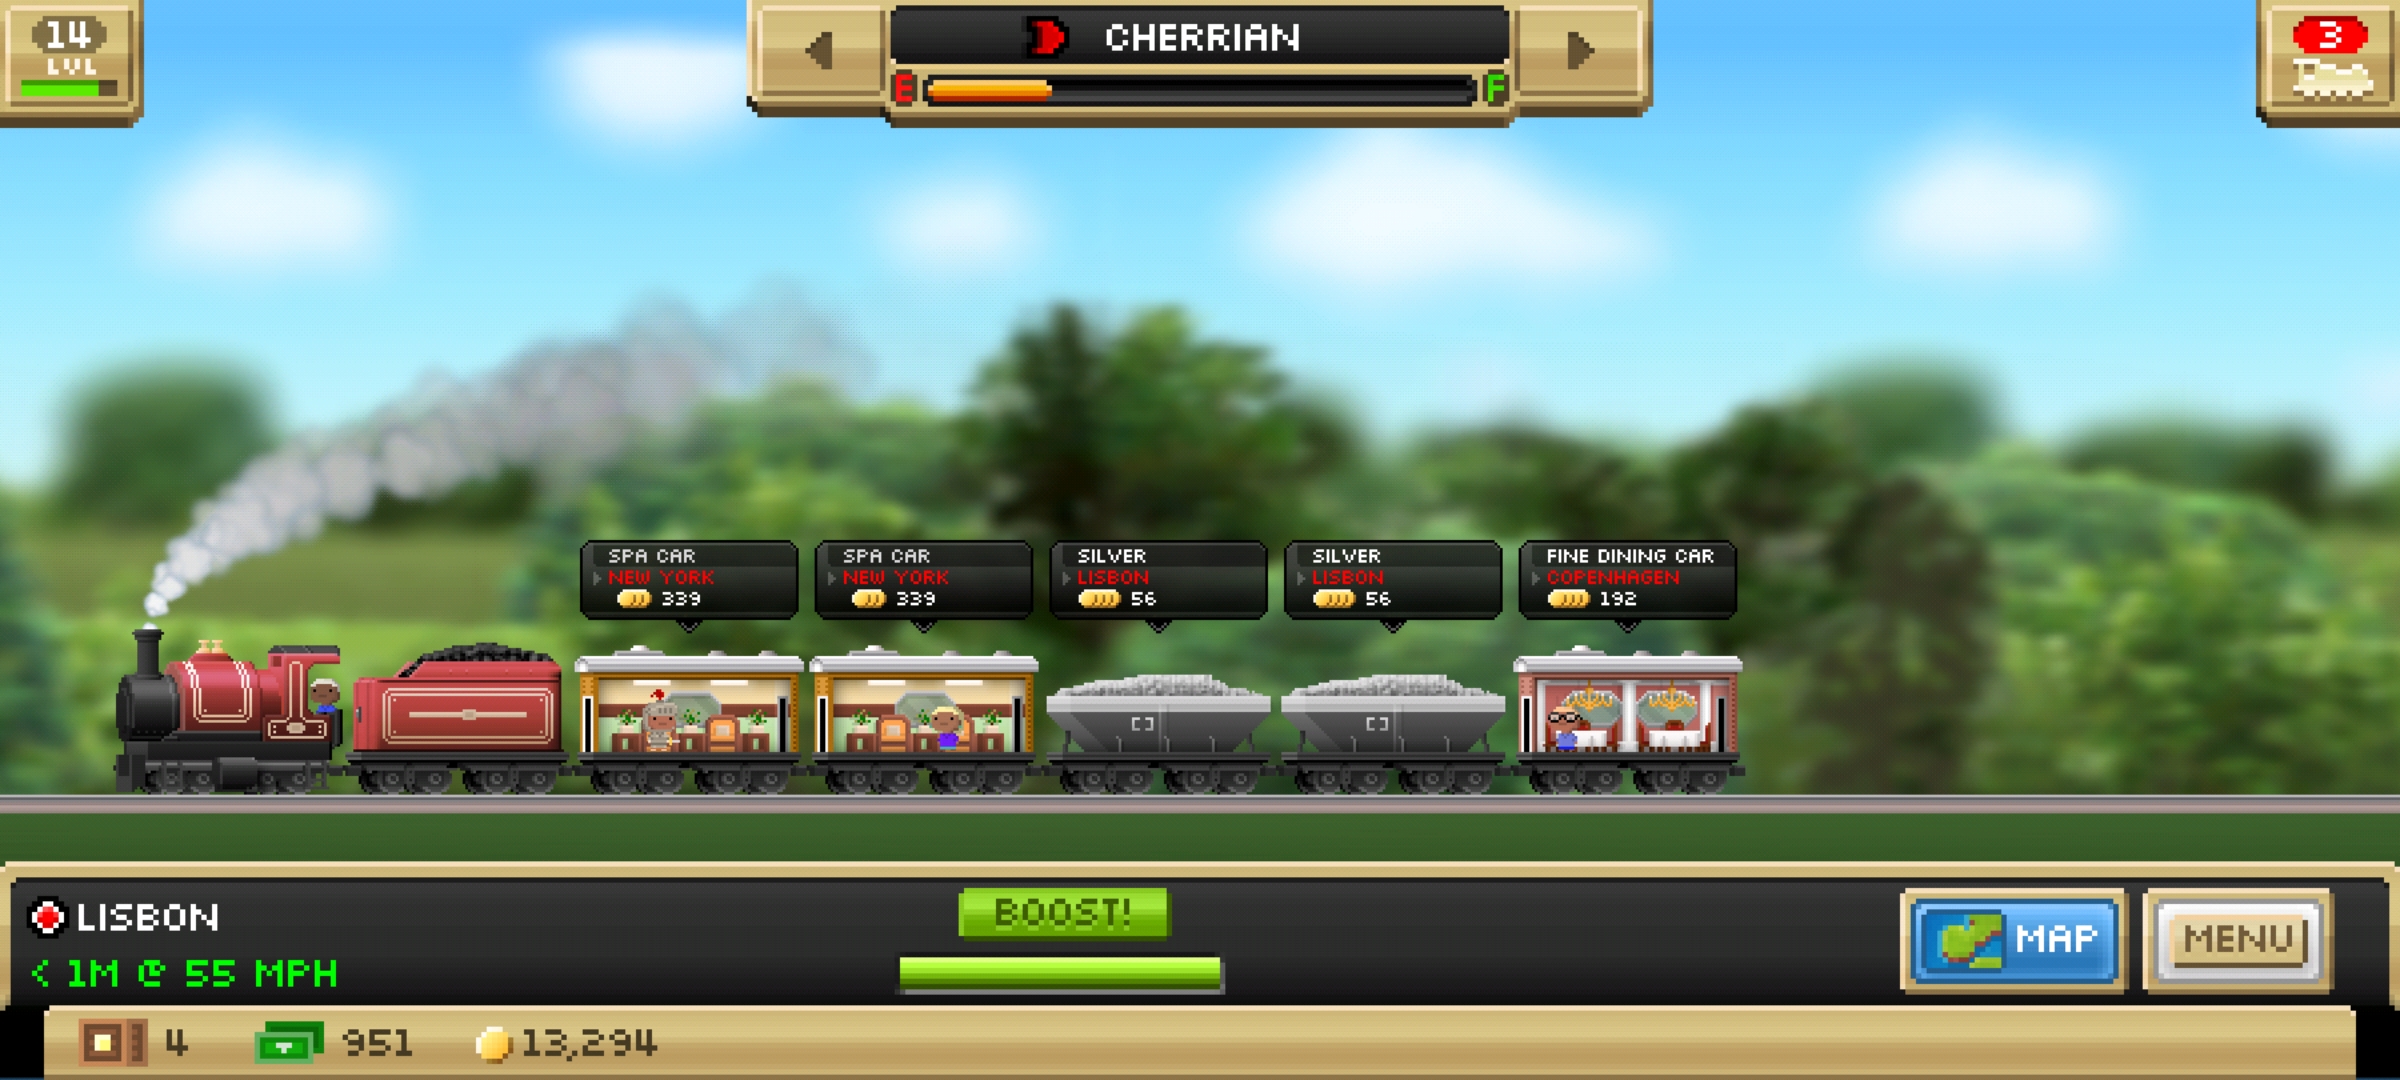 14
LVL
CHERRIAN
E F
3
SPA CAR
NEW YORK
339
SPA CAR
NEW YORK
339
SILVER
LISBON
56
SILVER
LISBON
56
FINE DINING CAR
COPENHAGEN
192
LISBON
< 1M @ 55 MPH
BOOST!
MAP
MENU
4
951
13,294